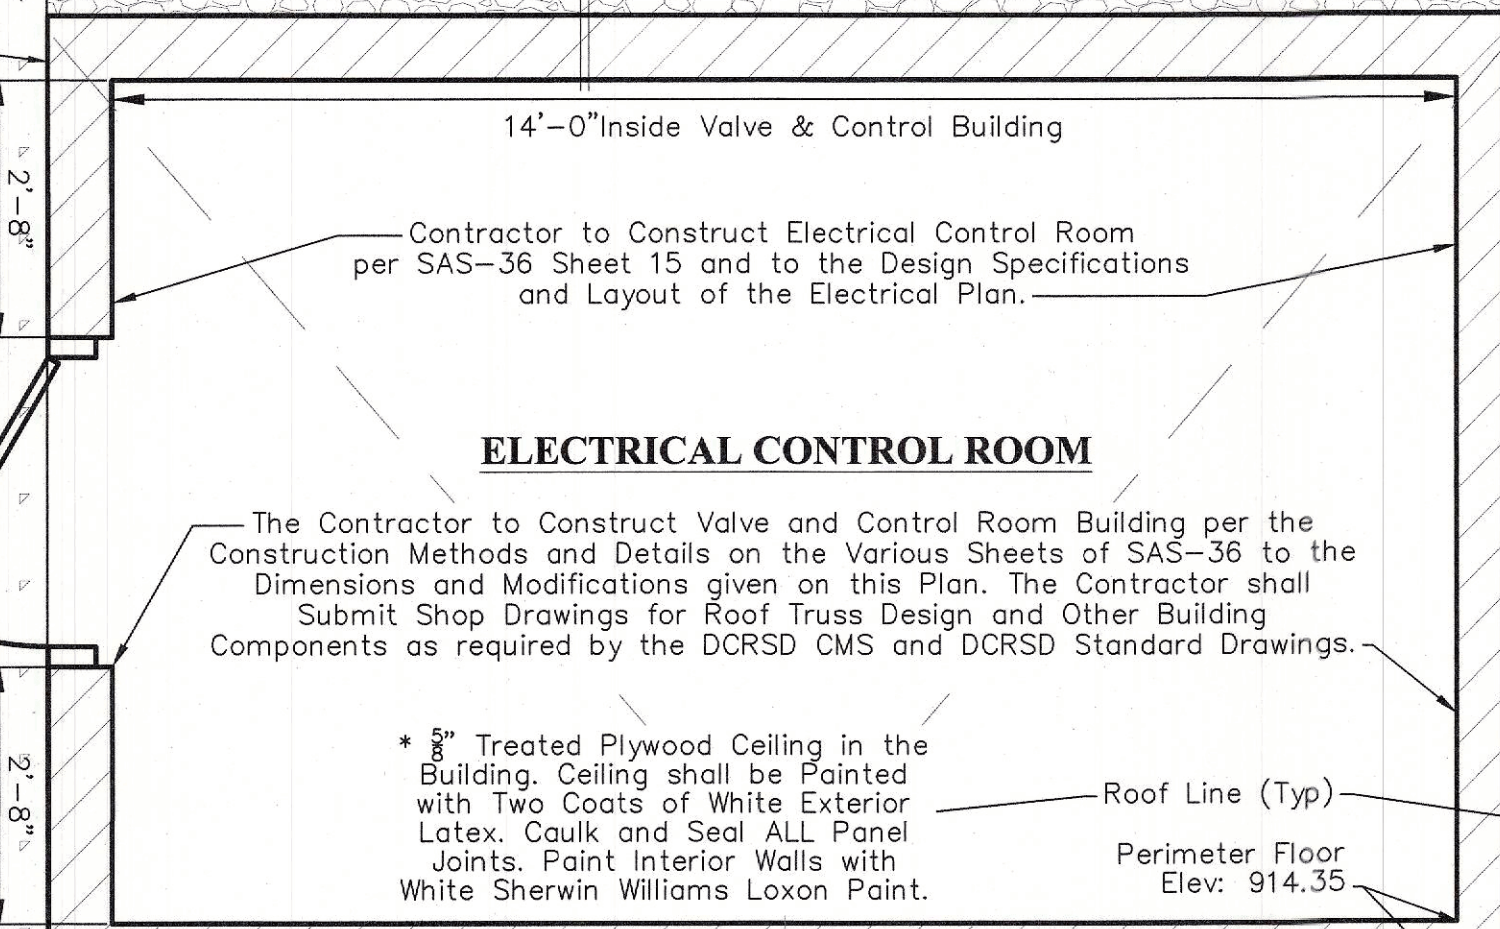 14'-0"Inside Valve & Control Building
2'-8"
Contractor to Construct Electrical Control Room
per SAS-36 Sheet 15 and to the Design Specifications
and Layout of the Electrical Plan.
ELECTRICAL CONTROL ROOM
The Contractor to Construct Valve and Control Room Building per the
Construction Methods and Details on the Various Sheets of SAS-36 to the
Dimensions and Modifications given on this Plan. The Contractor shall
Submit Shop Drawings for Roof Truss Design and Other Building
Components as required by the DCRSD CMS and DCRSD Standard Drawings.
2'-8"
* 5/8" Treated Plywood Ceiling in the
Building. Ceiling shall be Painted
with Two Coats of White Exterior
Latex. Caulk and Seal ALL Panel
Joints. Paint Interior Walls with
White Sherwin Williams Loxon Paint.
Roof Line (Typ)
Perimeter Floor
Elev: 914.35